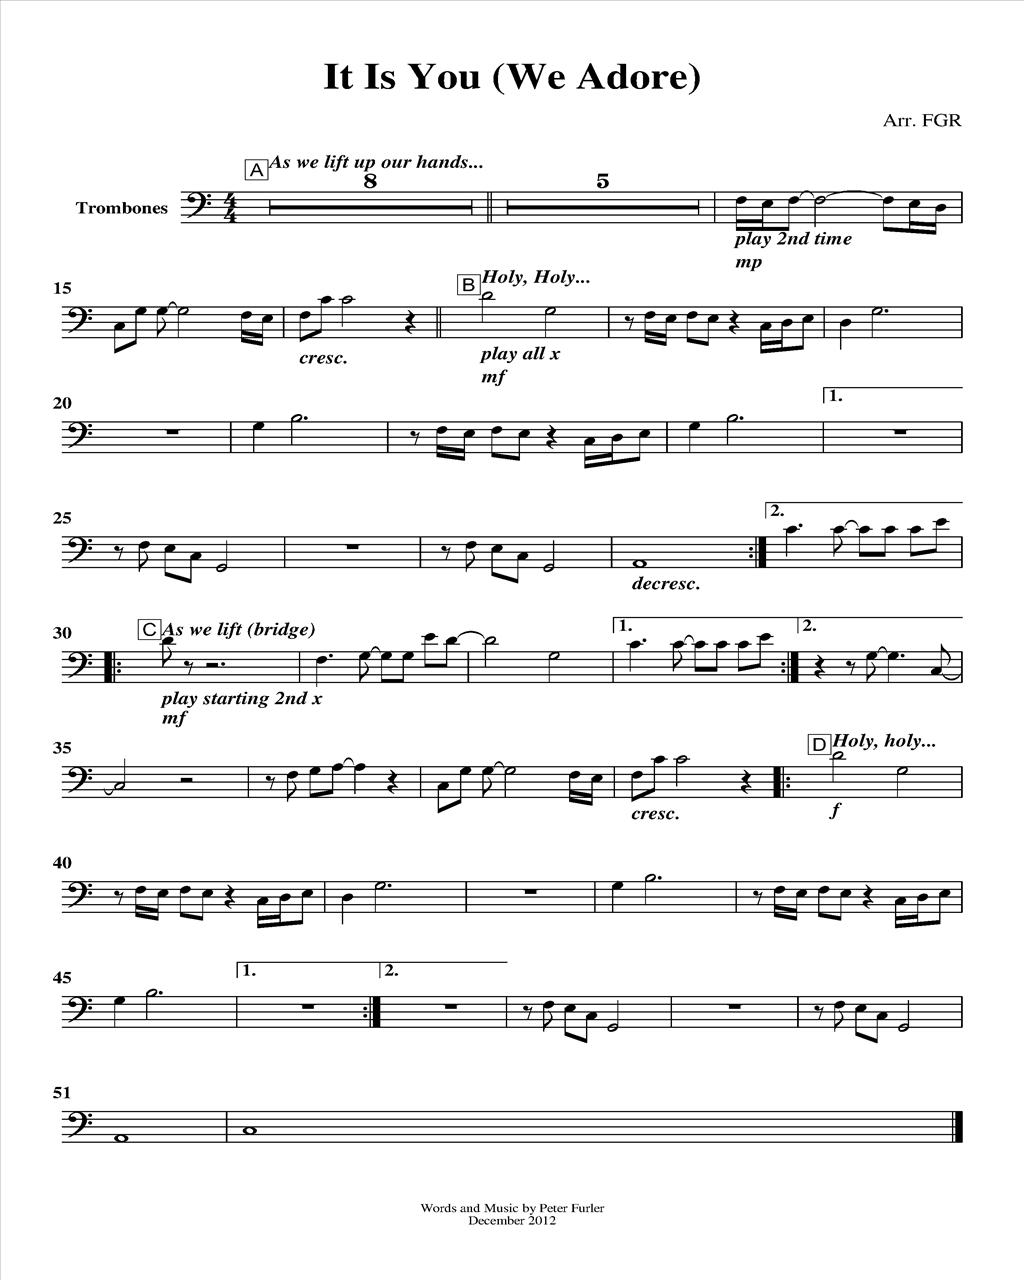 It Is You (We Adore)
Arr. FGR
A As we lift up our hands...
8 5
Trombones
4
4
play 2nd time
mp
15
B Holy, Holy...
cresc.
play all x
mf
20
1.
25
2.
decresc.
30
C As we lift (bridge)
1. 2.
play starting 2nd x
mf
35
D Holy, holy...
cresc.
f
40
45
1. 2.
51
Words and Music by Peter Furler
December 2012